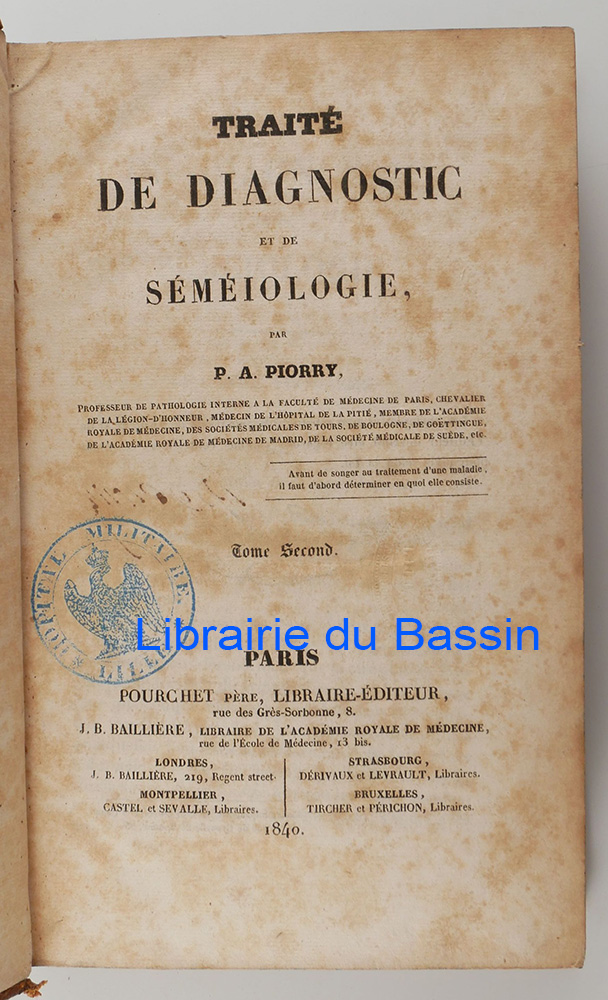 TRAITÉ
DE DIAGNOSTIC
ET DE
SÉMÉIOLOGIE,
PAR
P. A. PIORRY,
PROFESSEUR DE PATHOLOGIE INTERNE A LA FACULTÉ DE MÉDECINE DE PARIS, CHEVALIER
DE LA LÉGION-D'HONNEUR, MÉDECIN DE L'HÔPITAL DE LA PITIÉ, MEMBRE DE L'ACADÉMIE
ROYALE DE MÉDECINE, DES SOCIÉTÉS MÉDICALES DE TOURS, DE BOULOGNE, DE GOËTTINGUE,
DE L'ACADÉMIE ROYALE DE MÉDECINE DE MADRID, DE LA SOCIÉTÉ MÉDICALE DE SUÈDE, etc.
Avant de songer au traitement d'une maladie,
il faut d'abord déterminer en quoi elle consiste.
Tome Second.
HOPITAL MILITAIRE
LILLE
Librairie du Bassin
PARIS
POURCHET PÈRE, LIBRAIRE-ÉDITEUR,
rue des Grès-Sorbonne, 8.
J. B. BAILLIÈRE, LIBRAIRE DE L'ACADÉMIE ROYALE DE MÉDECINE,
rue de l'École de Médecine, 13 bis.
LONDRES,
J. B. BAILLIÈRE, 219, Regent street.
MONTPELLIER,
CASTEL et SEVALLE, Libraires.
STRASBOURG,
DÉRIVAUX et LEVRAULT, Libraires.
BRUXELLES,
TIRCHER et PÉRICHON, Libraires.
1840.